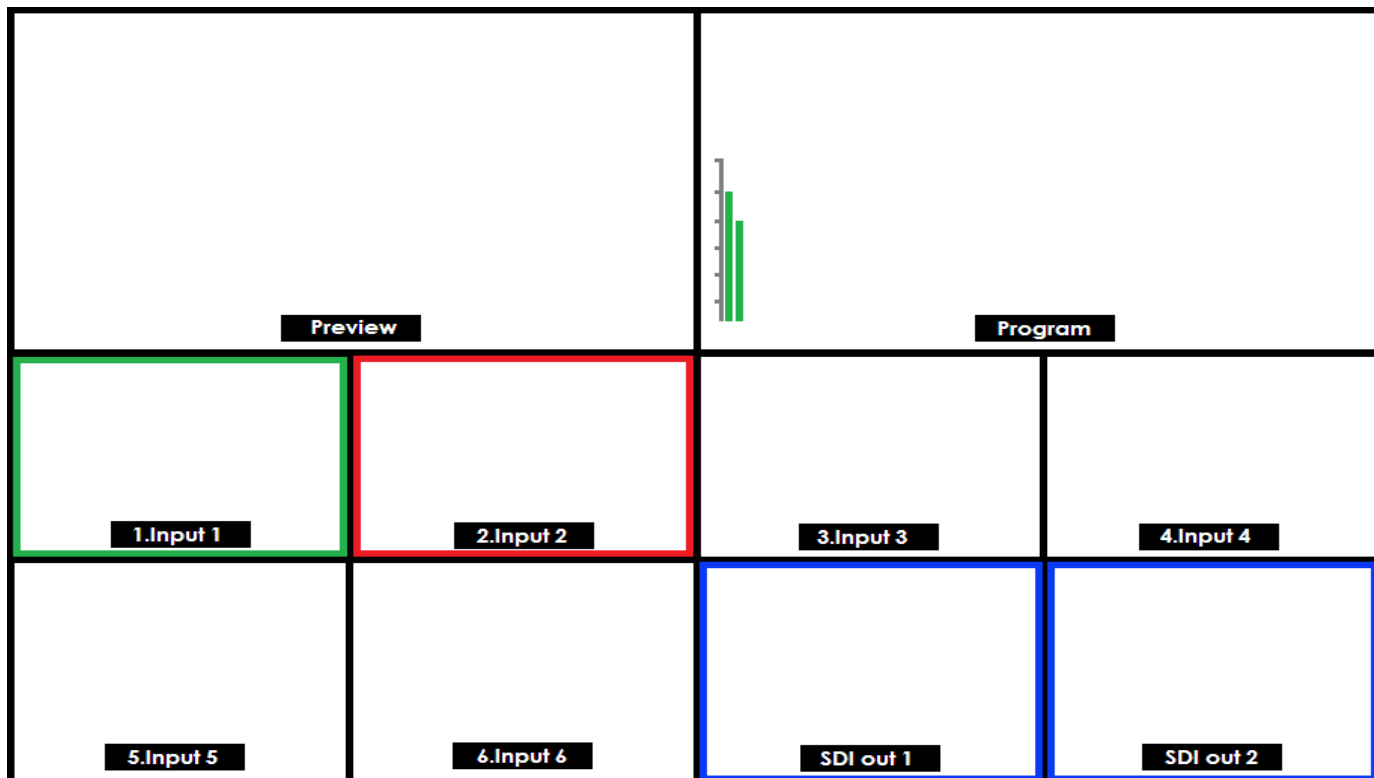 Preview
Program
1.Input 1
2.Input 2
3.Input 3
4.Input 4
5.Input 5
6.Input 6
SDI out 1
SDI out 2